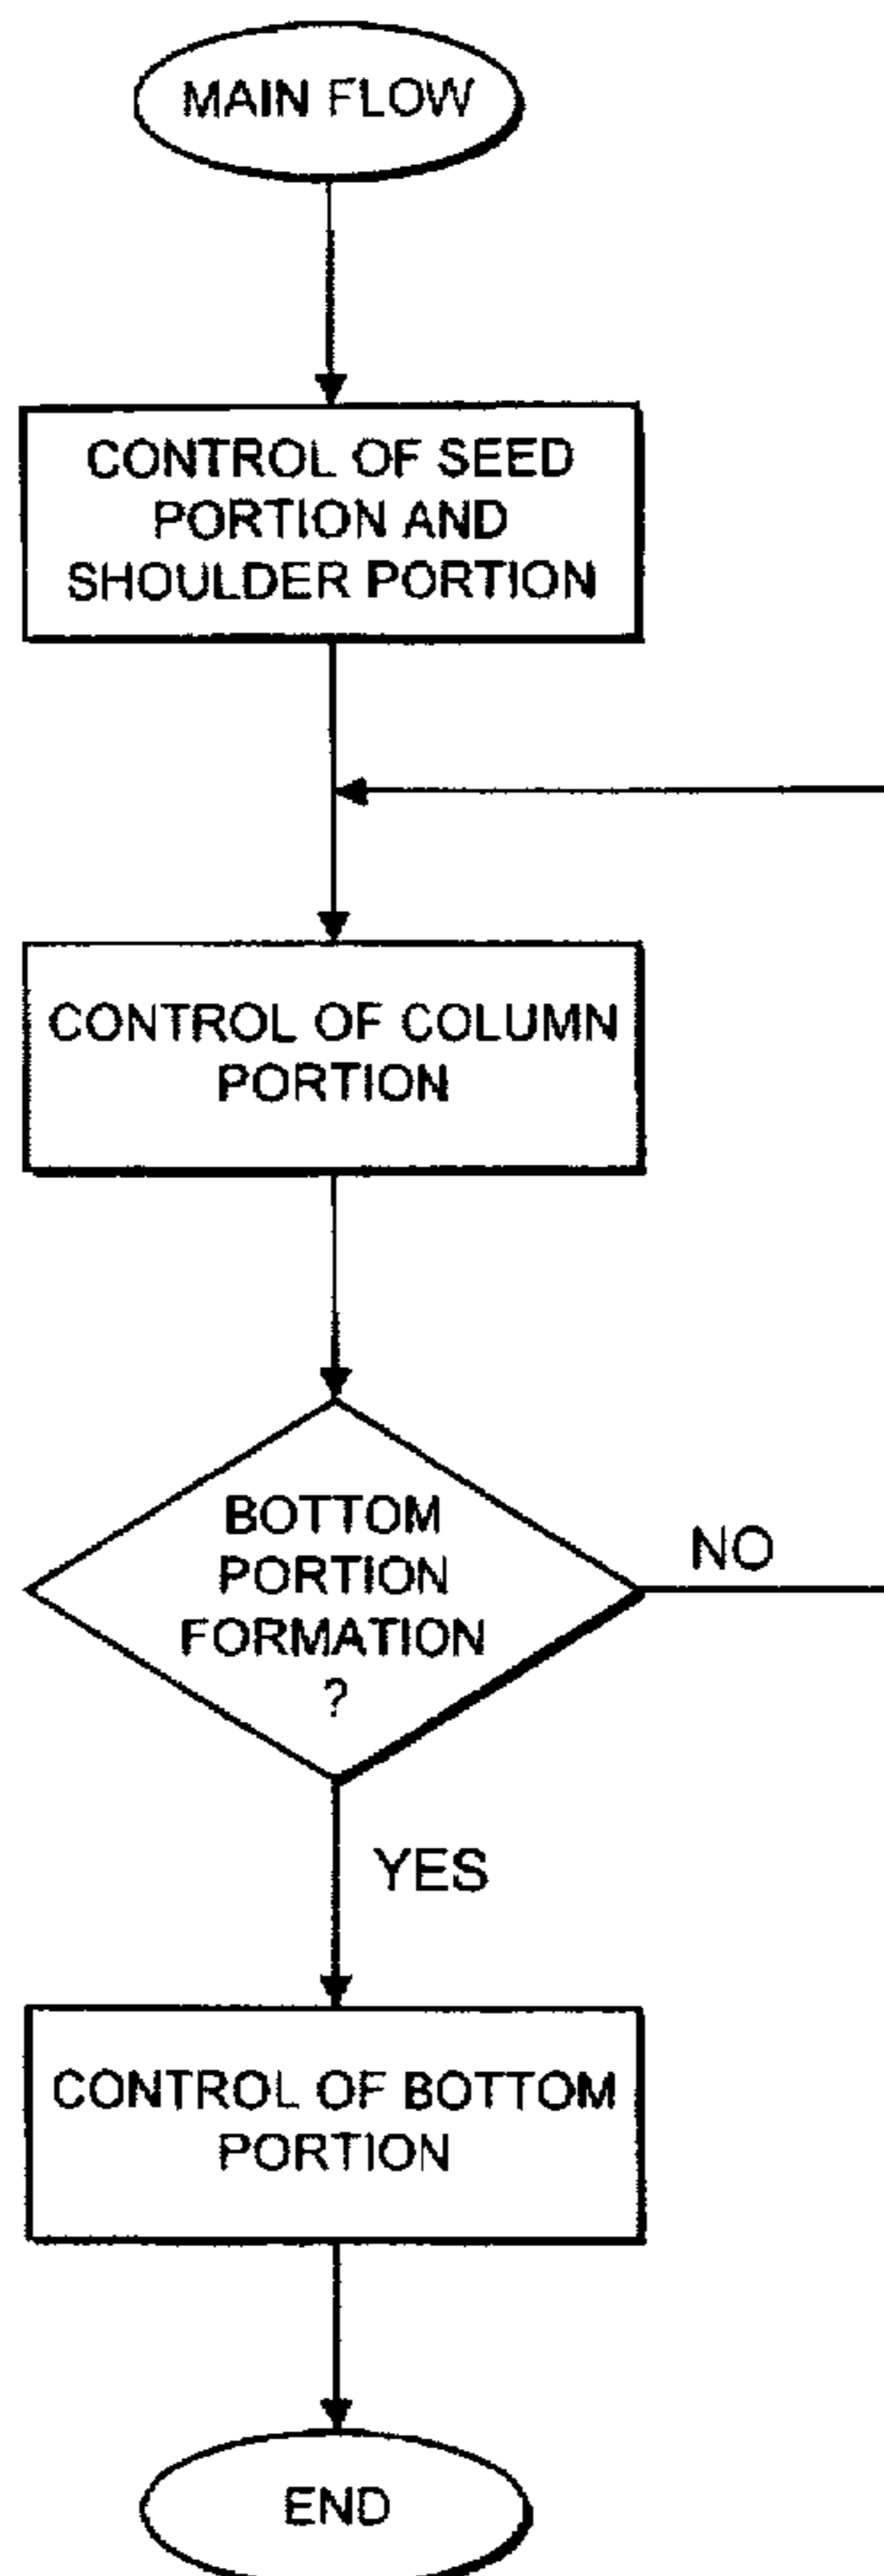 MAIN FLOW
CONTROL OF SEED
PORTION AND
SHOULDER PORTION
CONTROL OF COLUMN
PORTION
BOTTOM
PORTION
FORMATION
?
NO
YES
CONTROL OF BOTTOM
PORTION
END